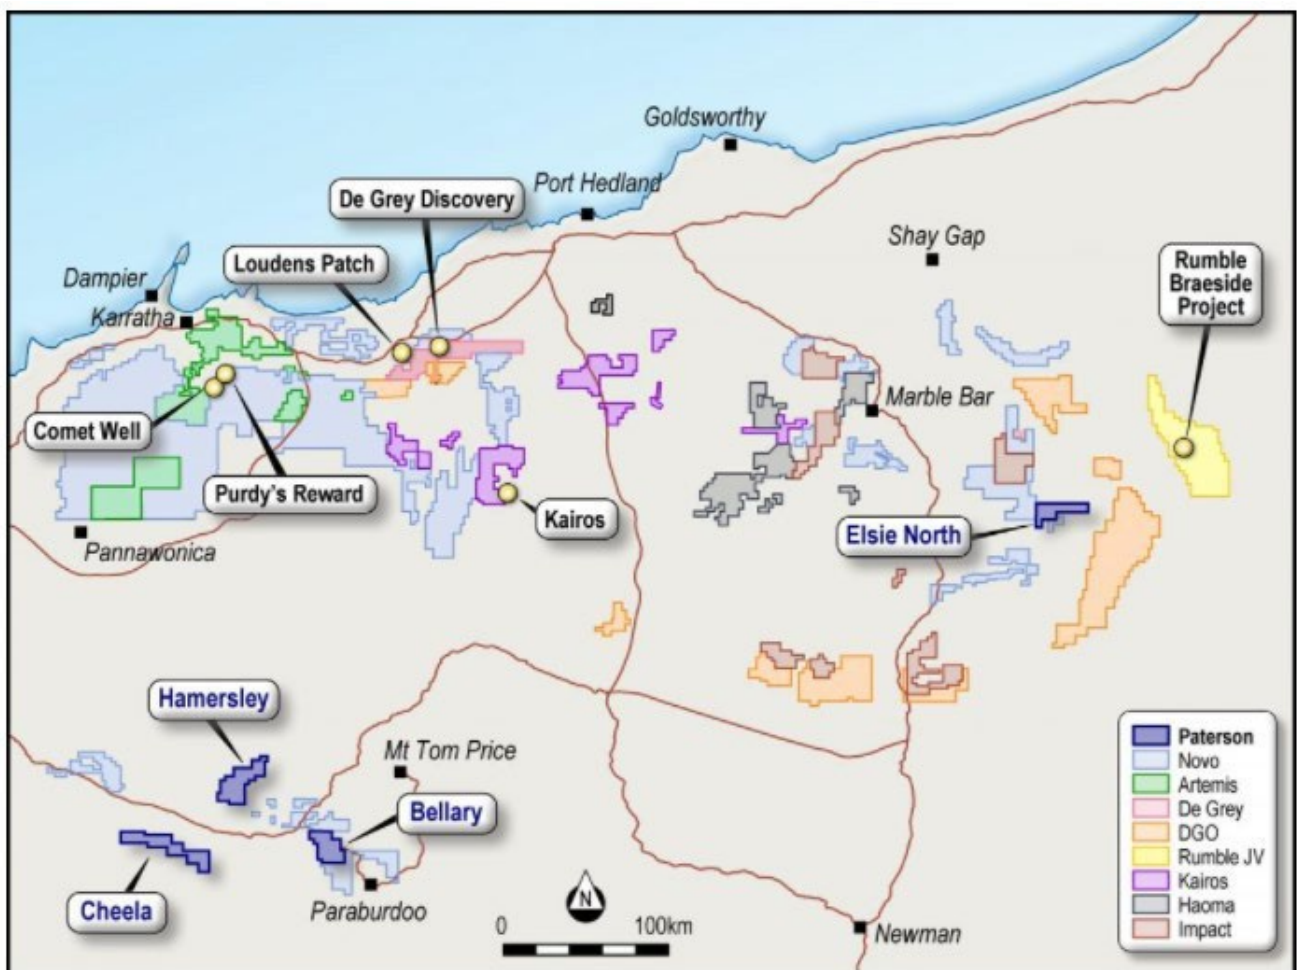 Goldsworthy
Port Hedland
De Grey Discovery
Shay Gap
Loudens Patch
Rumble
Braeside
Project
Dampier
Karratha
Marble Bar
Comet Well
Purdy's Reward
Kairos
Elsie North
Pannawonica
Hamersley
Mt Tom Price
Bellary
Cheela
Paraburdoo
N
0 100km
Newman
Paterson
Novo
Artemis
De Grey
DGO
Rumble JV
Kairos
Haoma
Impact